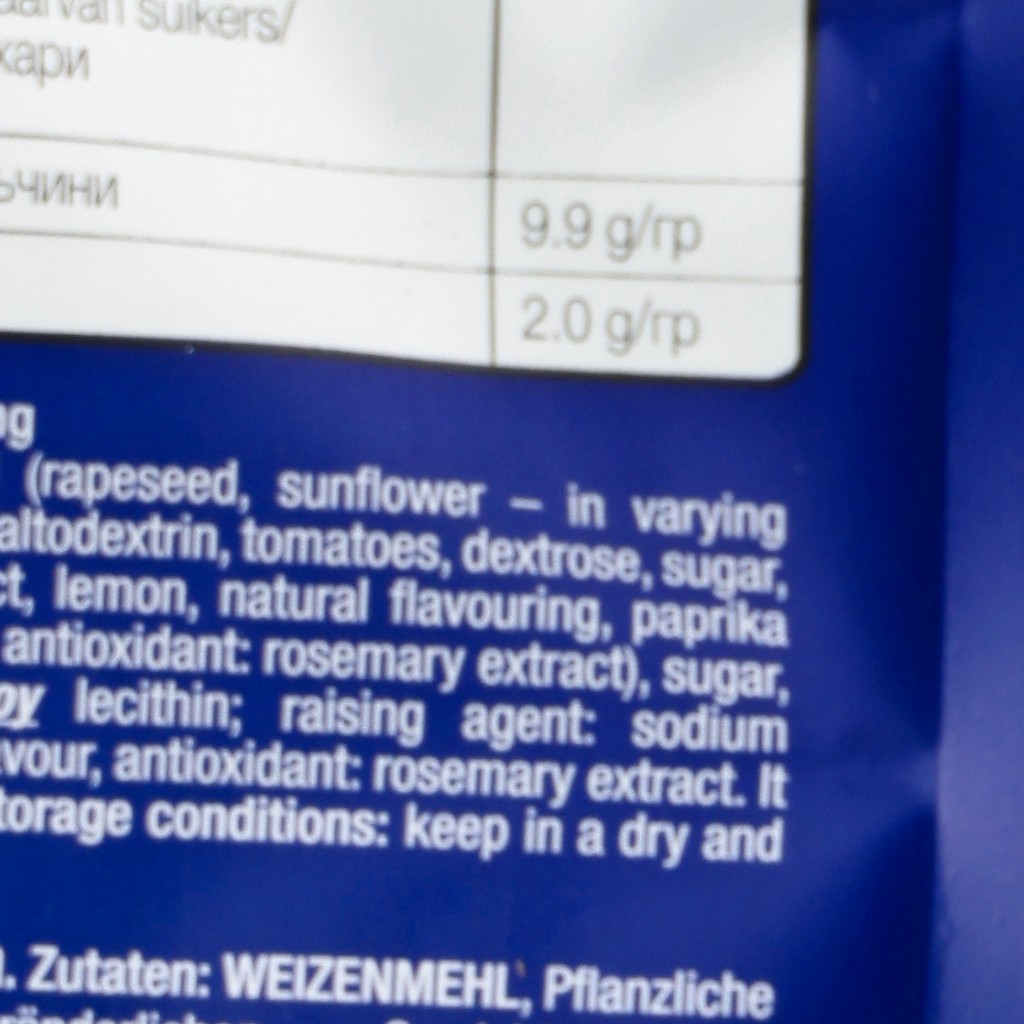 suikers/
хари
ьчини
9.9 g/гр
2.0 g/гр
ng
(rapeseed, sunflower – in varying
altodextrin, tomatoes, dextrose, sugar,
ct, lemon, natural flavouring, paprika
antioxidant: rosemary extract), sugar,
oy lecithin; raising agent: sodium
vour, antioxidant: rosemary extract. It
torage conditions: keep in a dry and
. Zutaten: WEIZENMEHL, Pflanzliche